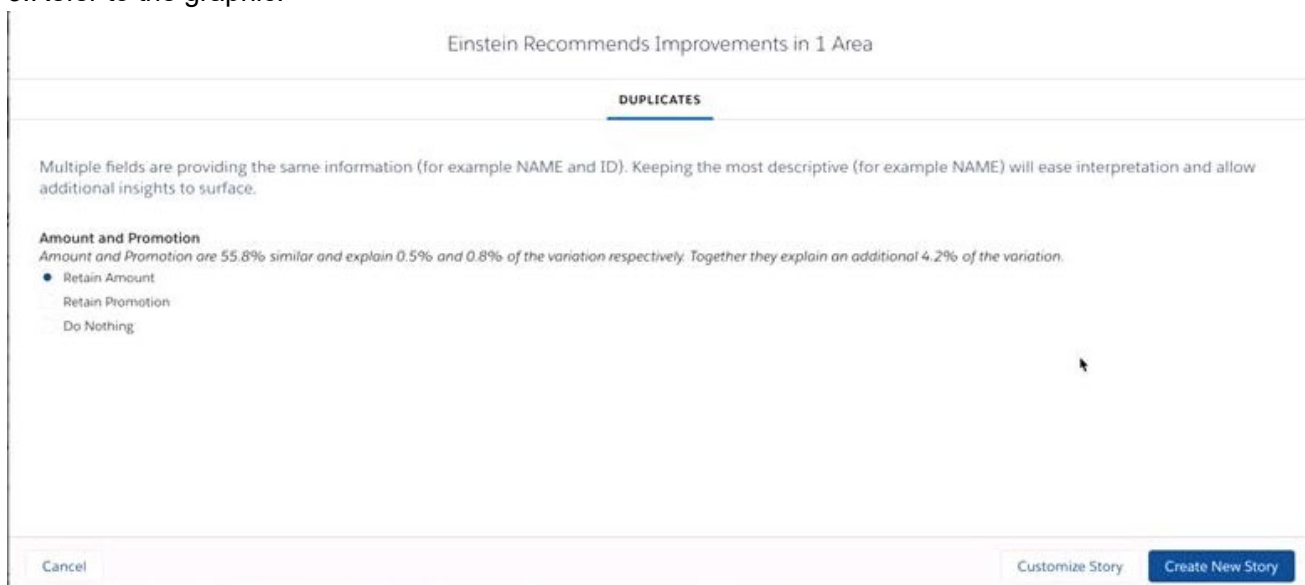 Einstein Recommends Improvements in 1 Area
DUPLICATES
Multiple fields are providing the same information (for example NAME and ID). Keeping the most descriptive (for example NAME) will ease interpretation and allow
additional insights to surface.
Amount and Promotion
Amount and Promotion are 55.8% similar and explain 0.5% and 0.8% of the variation respectively. Together they explain an additional 4.2% of the variation.
Retain Amount
Retain Promotion
Do Nothing
Cancel
Customize Story
Create New Story